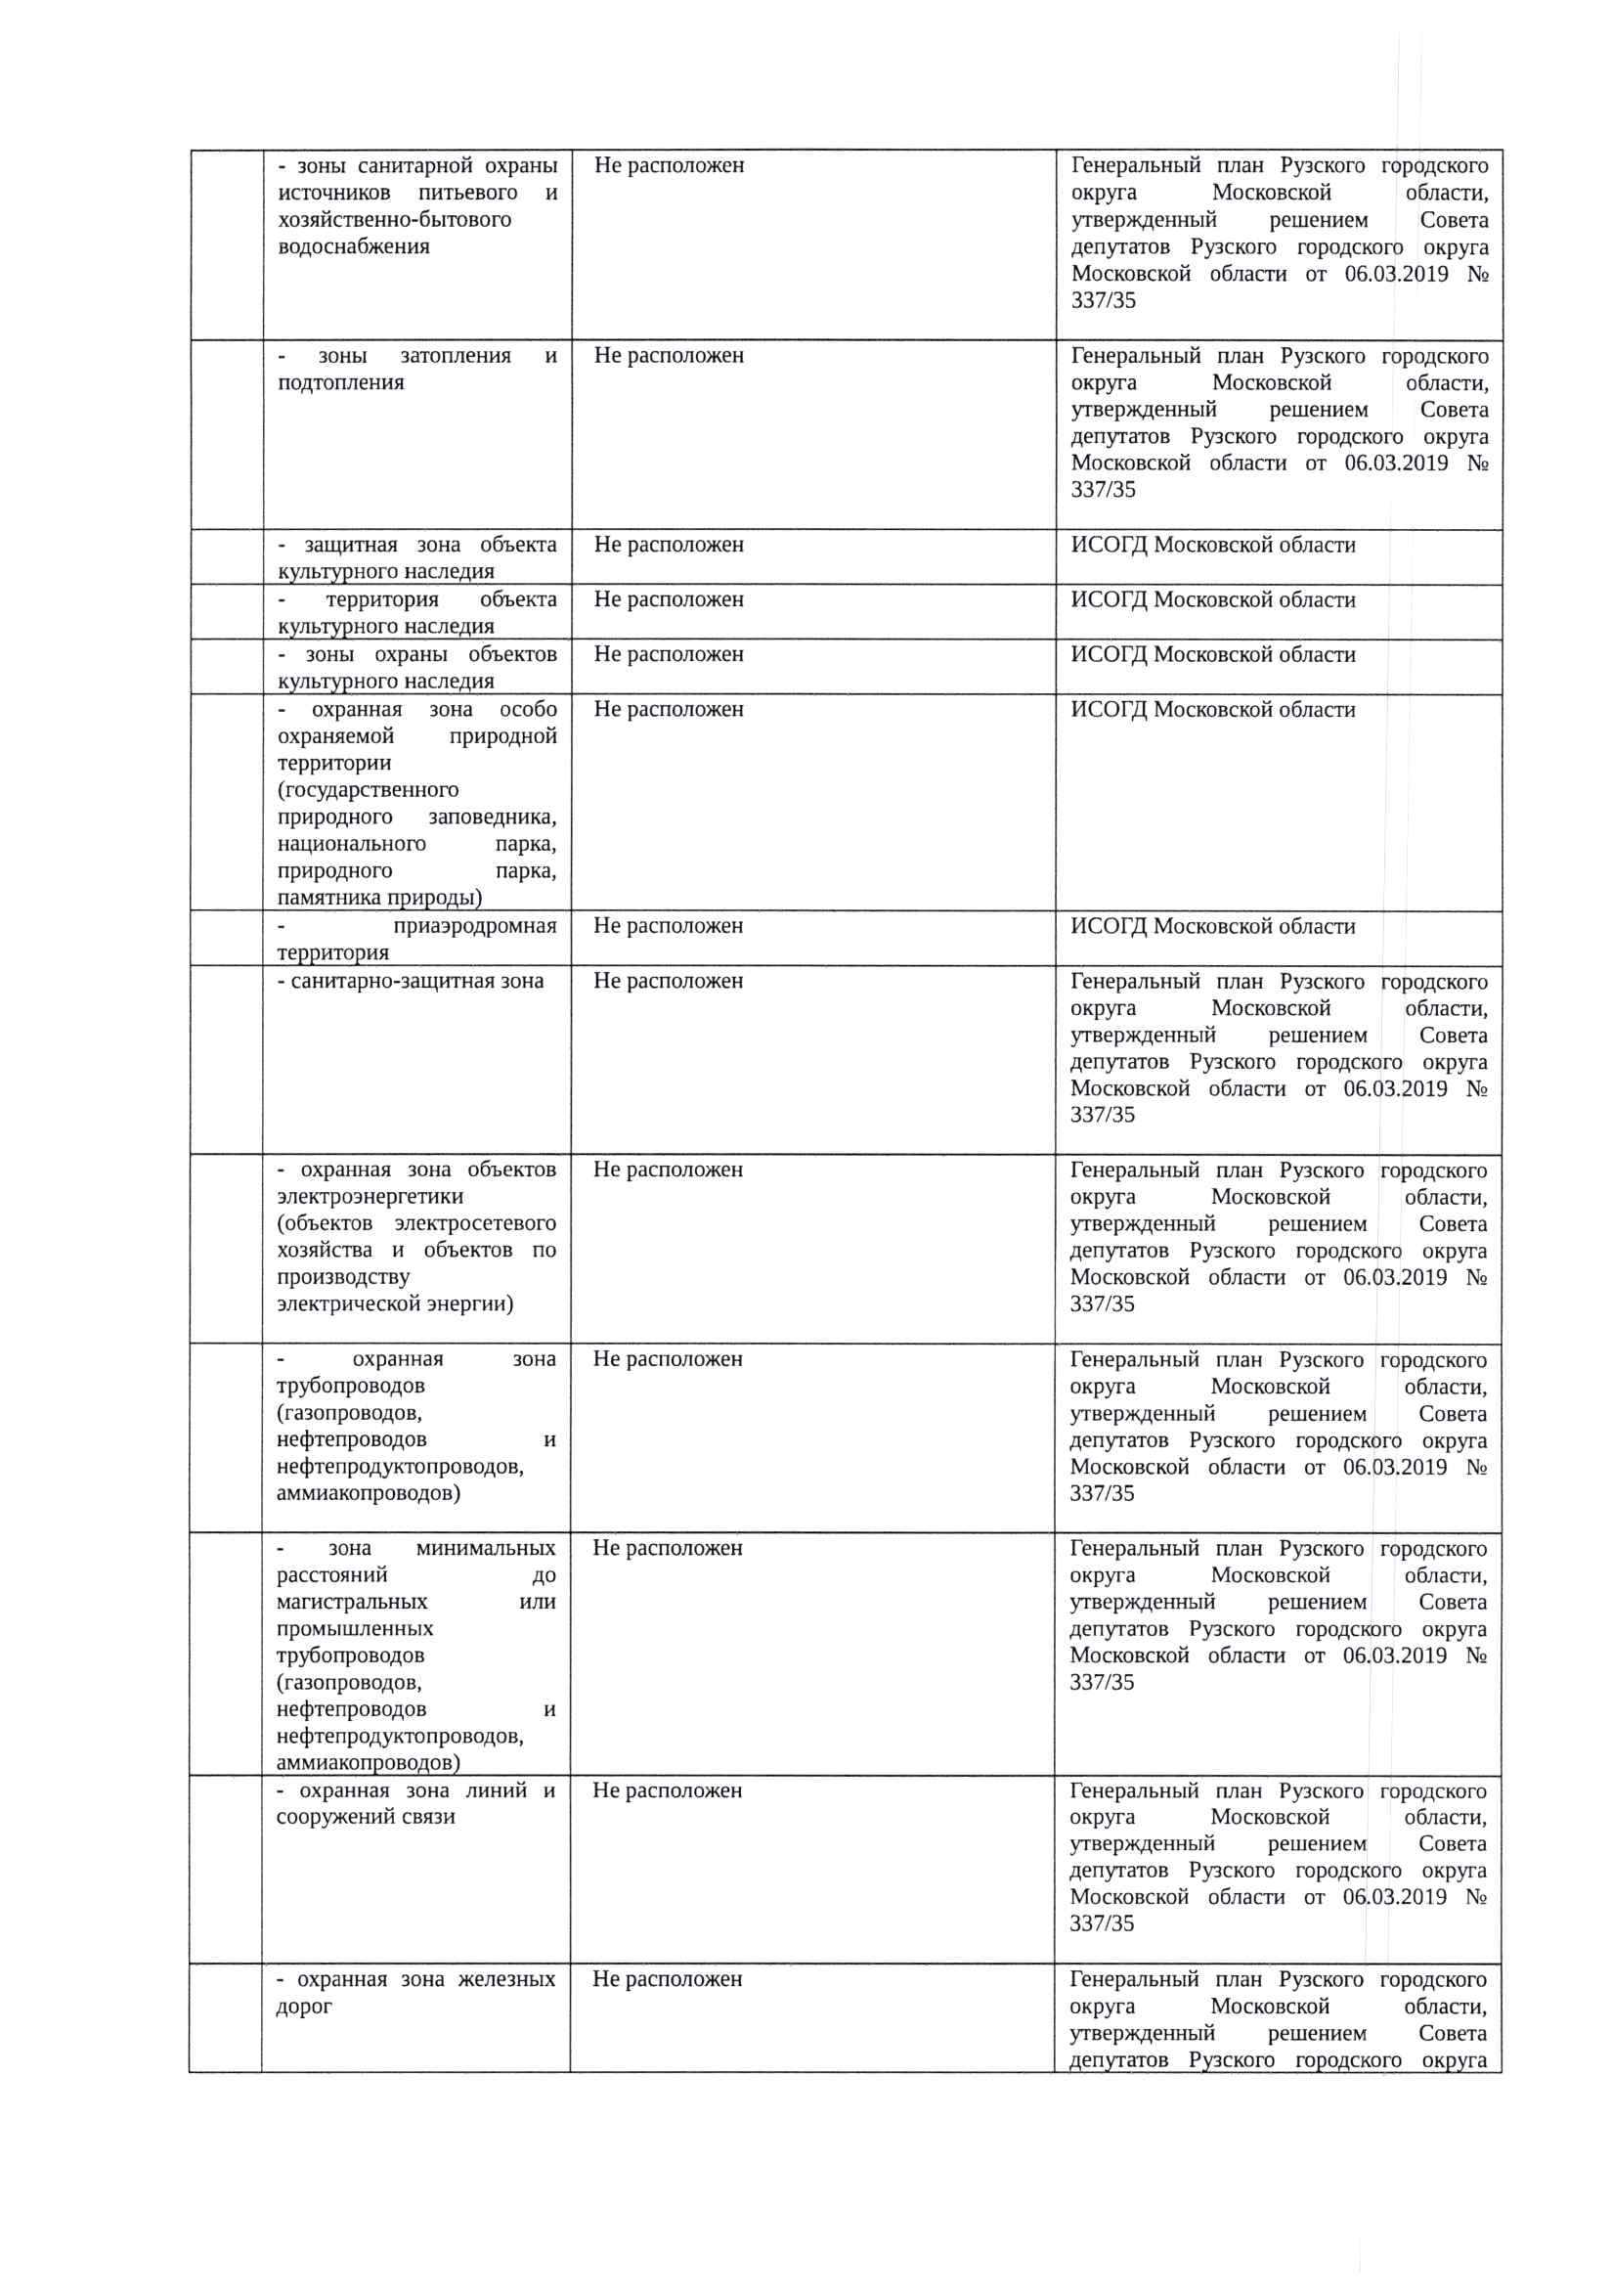 - зоны санитарной охраны
источников питьевого и
хозяйственно-бытового
водоснабжения
Не расположен
Генеральный план Рузского городского
округа Московской области,
утвержденный решением Совета
депутатов Рузского городского округа
Московской области от 06.03.2019 №
337/35
- зоны затопления и
подтопления
Не расположен
Генеральный план Рузского городского
округа Московской области,
утвержденный решением Совета
депутатов Рузского городского округа
Московской области от 06.03.2019 №
337/35
- защитная зона объекта
культурного наследия
Не расположен
ИСОГД Московской области
- территория объекта
культурного наследия
Не расположен
ИСОГД Московской области
- зоны охраны объектов
культурного наследия
Не расположен
ИСОГД Московской области
- охранная зона особо
охраняемой природной
территории
(государственного
природного заповедника,
национального парка,
природного парка,
памятника природы)
Не расположен
ИСОГД Московской области
- приаэродромная
территория
Не расположен
ИСОГД Московской области
- санитарно-защитная зона
Не расположен
Генеральный план Рузского городского
округа Московской области,
утвержденный решением Совета
депутатов Рузского городского округа
Московской области от 06.03.2019 №
337/35
- охранная зона объектов
электроэнергетики
(объектов электросетевого
хозяйства и объектов по
производству
электрической энергии)
Не расположен
Генеральный план Рузского городского
округа Московской области,
утвержденный решением Совета
депутатов Рузского городского округа
Московской области от 06.03.2019 №
337/35
- охранная зона
трубопроводов
(газопроводов,
нефтепроводов и
нефтепродуктопроводов,
аммиакопроводов)
Не расположен
Генеральный план Рузского городского
округа Московской области,
утвержденный решением Совета
депутатов Рузского городского округа
Московской области от 06.03.2019 №
337/35
- зона минимальных
расстояний до
магистральных или
промышленных
трубопроводов
(газопроводов,
нефтепроводов и
нефтепродуктопроводов,
аммиакопроводов)
Не расположен
Генеральный план Рузского городского
округа Московской области,
утвержденный решением Совета
депутатов Рузского городского округа
Московской области от 06.03.2019 №
337/35
- охранная зона линий и
сооружений связи
Не расположен
Генеральный план Рузского городского
округа Московской области,
утвержденный решением Совета
депутатов Рузского городского округа
Московской области от 06.03.2019 №
337/35
- охранная зона железных
дорог
Не расположен
Генеральный план Рузского городского
округа Московской области,
утвержденный решением Совета
депутатов Рузского городского округа